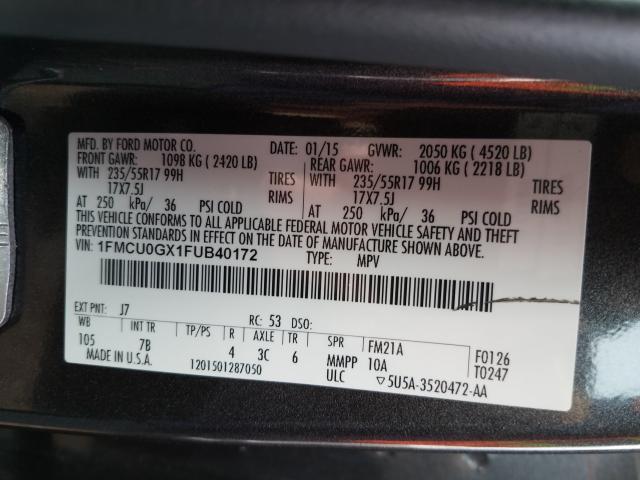 MFD. BY FORD MOTOR CO. DATE: 01/15 GVWR: 2050 KG ( 4520 LB)
FRONT GAWR: 1098 KG ( 2420 LB) REAR GAWR: 1006 KG ( 2218 LB)
WITH 235/55R17 99H TIRES WITH 235/55R17 99H TIRES
17X7.5J RIMS 17X7.5J RIMS
AT 250 kPa/ 36 PSI COLD AT 250 kPa/ 36 PSI COLD
THIS VEHICLE CONFORMS TO ALL APPLICABLE FEDERAL MOTOR VEHICLE SAFETY AND THEFT
PREVENTION STANDARDS IN EFFECT ON THE DATE OF MANUFACTURE SHOWN ABOVE.
VIN: 1FMCU0GX1FUB40172 TYPE: MPV
EXT PNT: J7 RC: 53 DSO:
WB INT TR TP/PS R AXLE TR SPR FM21A F0126
105 7B 4 3C 6 MMPP 10A T0247
MADE IN U.S.A. 1201501287050 ULC ▽5U5A-3520472-AA